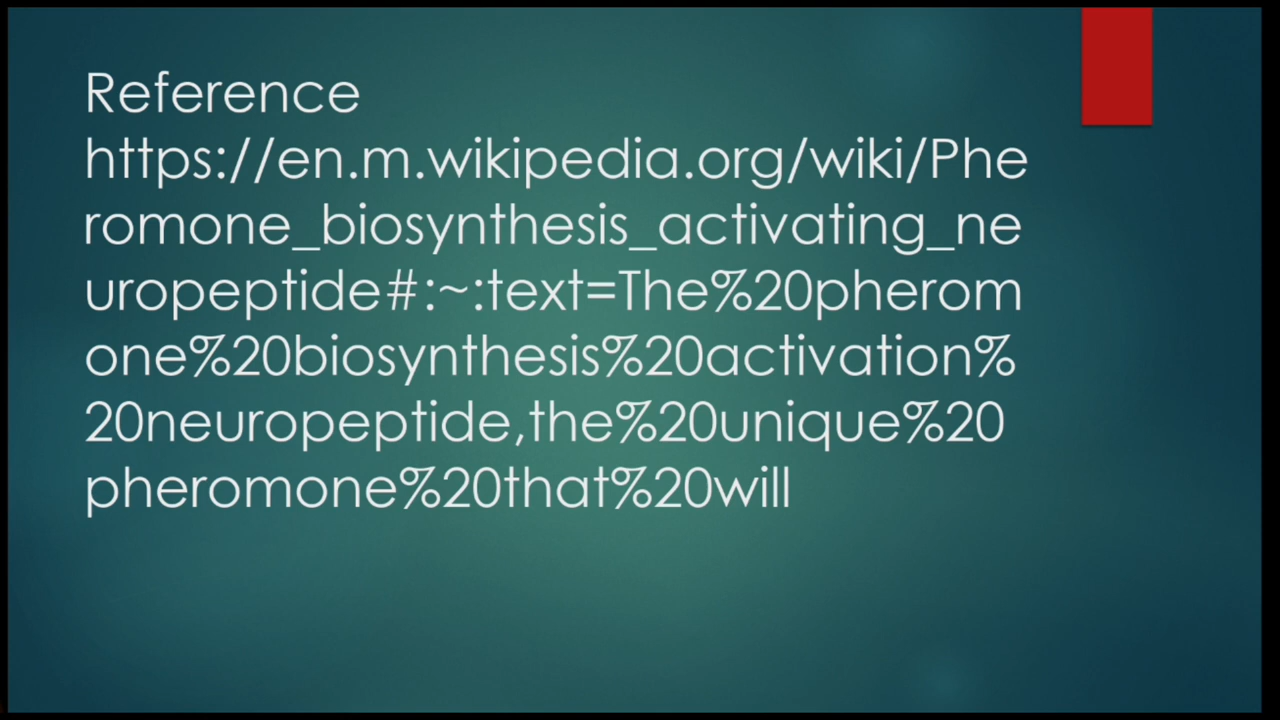 Reference
https://en.m.wikipedia.org/wiki/Phe
romone_biosynthesis_activating_ne
uropeptide#:~:text=The%20pherom
one%20biosynthesis%20activation%
20neuropeptide,the%20unique%20
pheromone%20that%20will